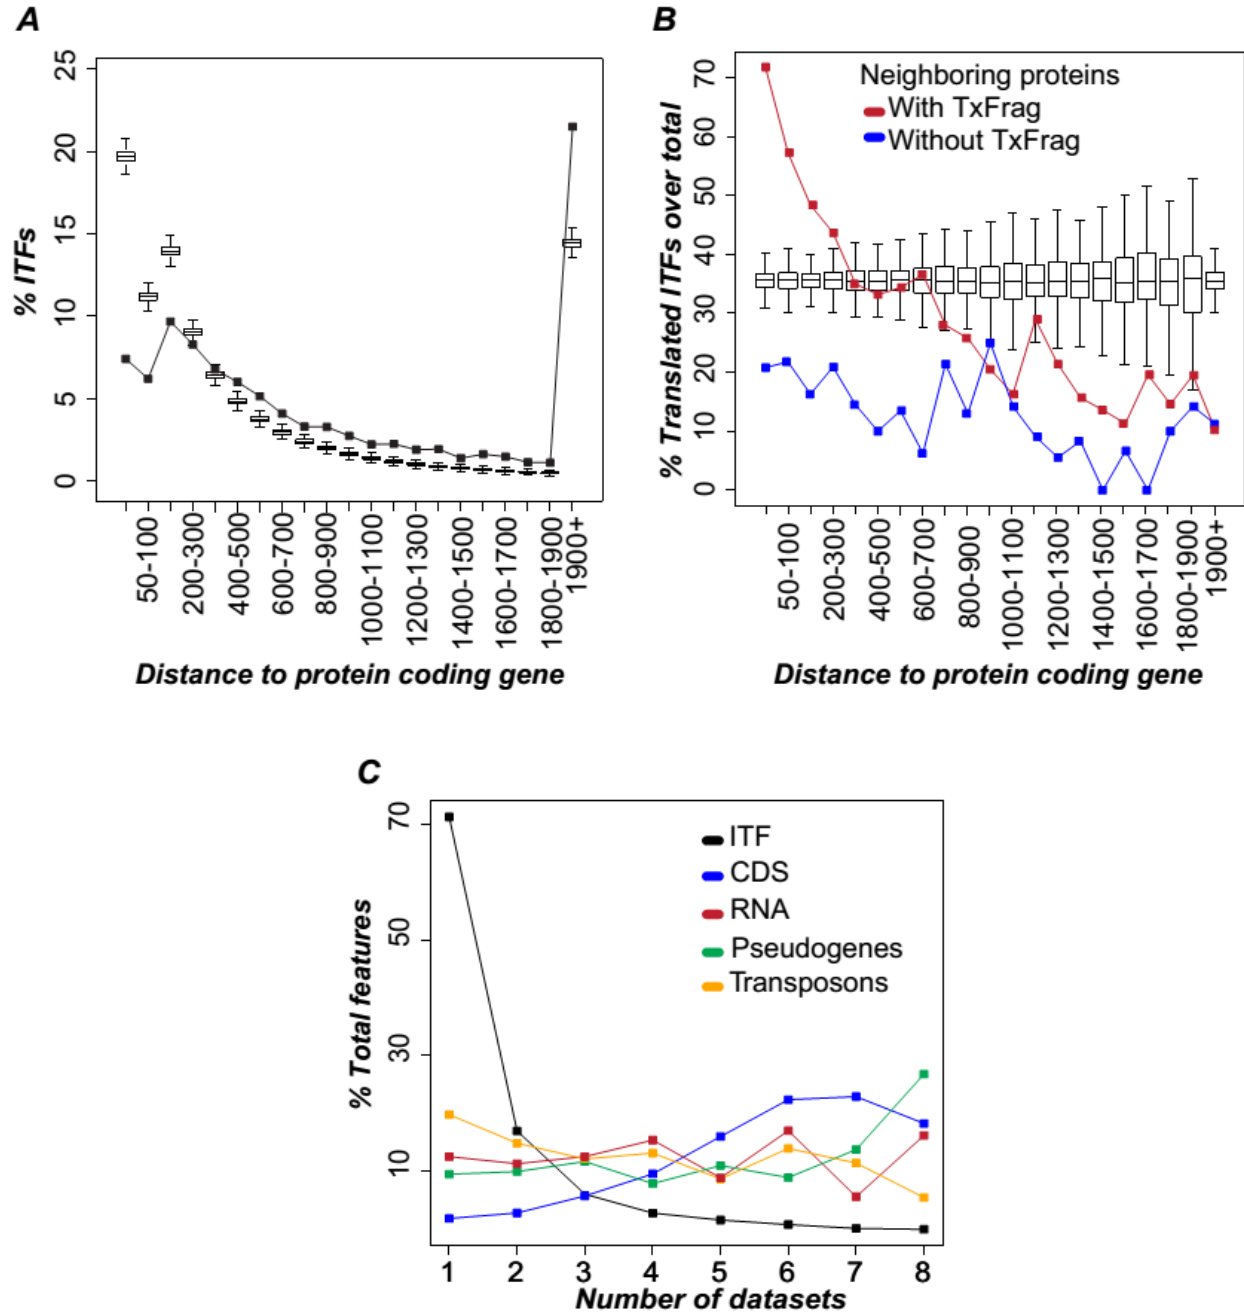 A
25
20
15
10
5
0
% ITFs
50-100
200-300
400-500
600-700
800-900
1000-1100
1200-1300
1400-1500
1600-1700
1800-1900
1900+
Distance to protein coding gene
B
70
60
50
40
30
20
10
0
% Translated ITFs over total
Neighboring proteins
With TxFrag
Without TxFrag
50-100
200-300
400-500
600-700
800-900
1000-1100
1200-1300
1400-1500
1600-1700
1800-1900
1900+
Distance to protein coding gene
C
70
50
30
10
% Total features
ITF
CDS
RNA
Pseudogenes
Transposons
1 2 3 4 5 6 7 8
Number of datasets